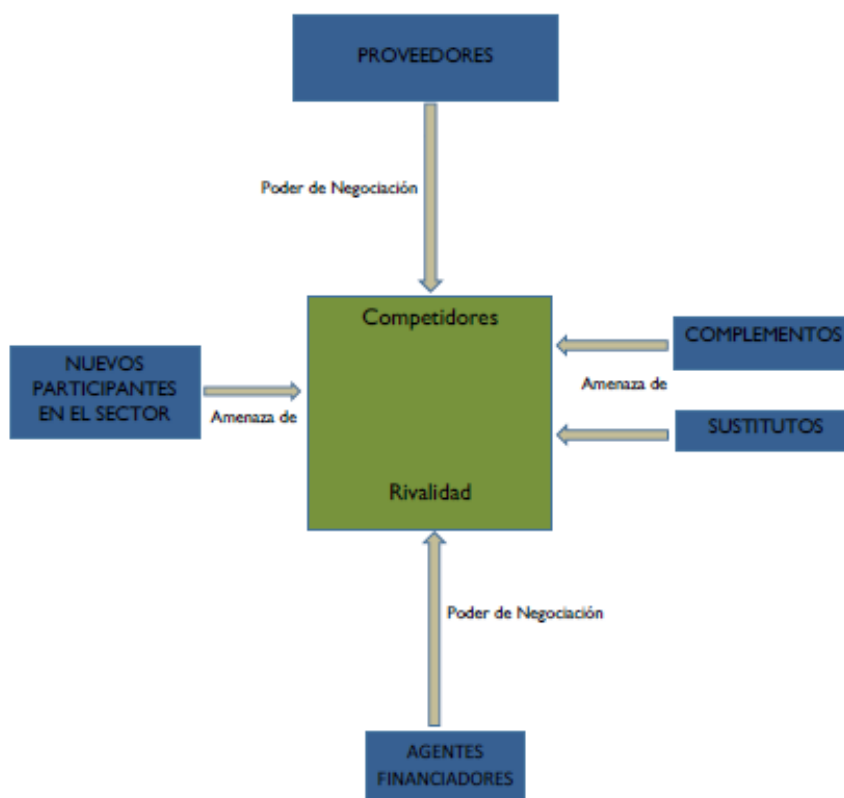 PROVEEDORES
Poder de Negociación
Competidores
COMPLEMENTOS
NUEVOS
PARTICIPANTES
EN EL SECTOR
Amenaza de
Amenaza de
SUSTITUTOS
Rivalidad
Poder de Negociación
AGENTES
FINANCIADORES